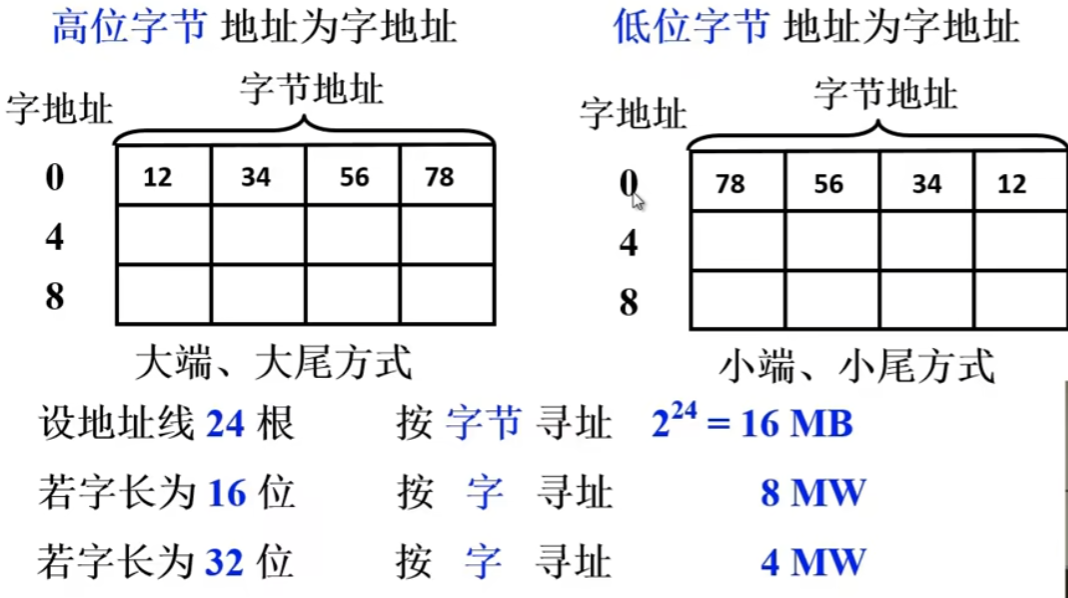 高位字节 地址为字地址
字地址
字节地址
0 12 34 56 78
4
8
大端、大尾方式
低位字节 地址为字地址
字地址
字节地址
0 78 56 34 12
4
8
小端、小尾方式
设地址线 24 根 按 字节 寻址 2²⁴ = 16 MB
若字长为 16 位 按 字 寻址 8 MW
若字长为 32 位 按 字 寻址 4 MW